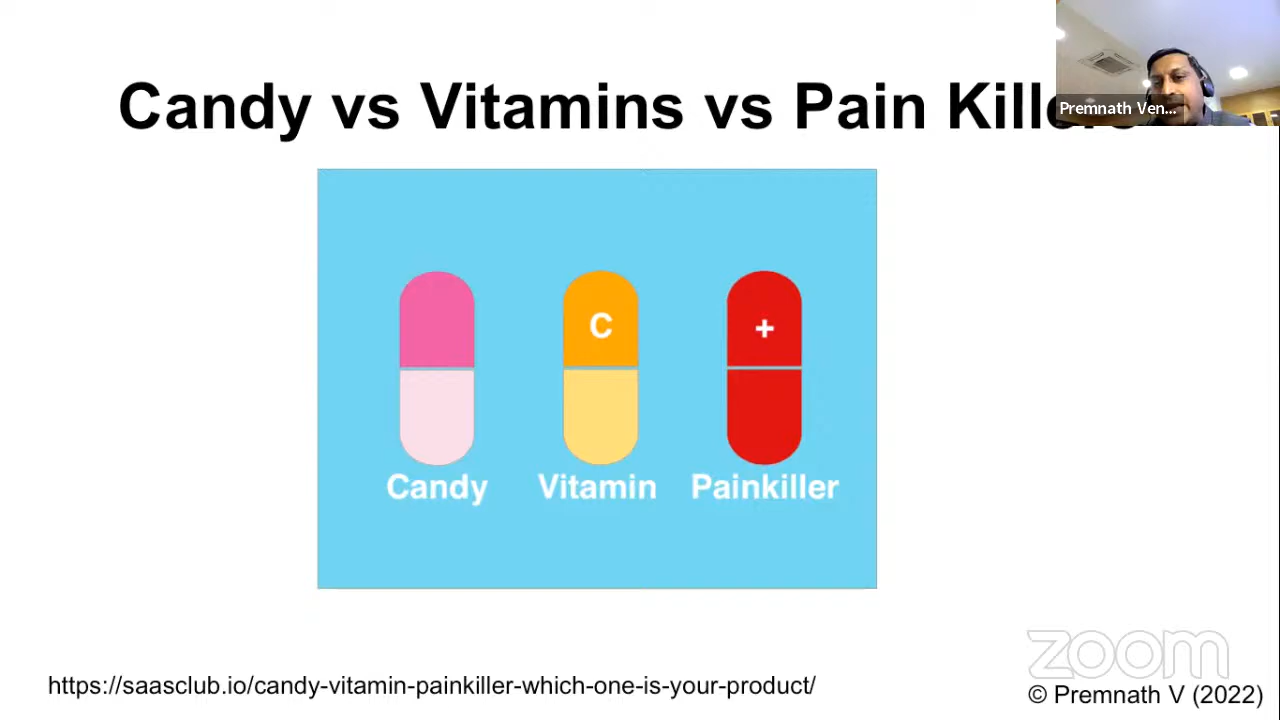 Candy vs Vitamins vs Pain Killers
Premnath Ven...
C
+
Candy Vitamin Painkiller
zoom
https://saasclub.io/candy-vitamin-painkiller-which-one-is-your-product/
© Premnath V (2022)